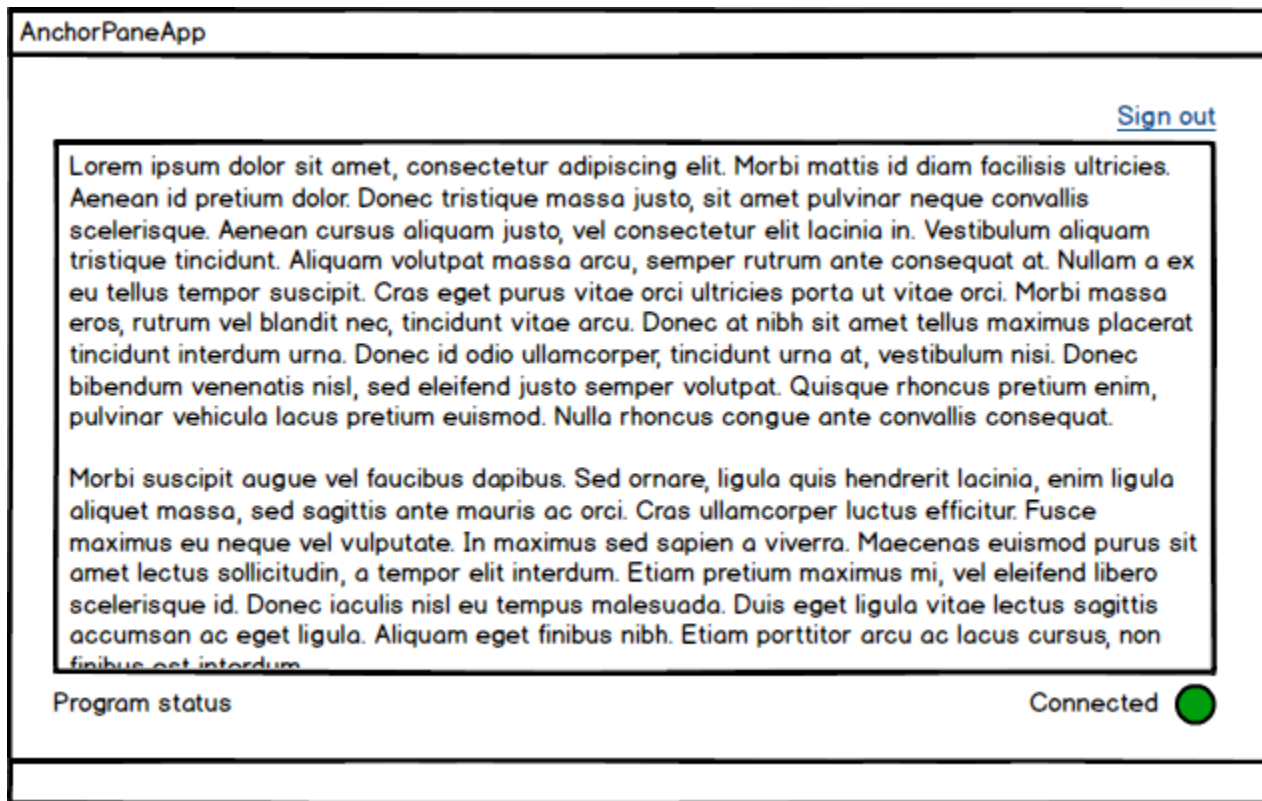 AnchorPaneApp
Sign out
Lorem ipsum dolor sit amet, consectetur adipiscing elit. Morbi mattis id diam facilisis ultricies.
Aenean id pretium dolor. Donec tristique massa justo, sit amet pulvinar neque convallis
scelerisque. Aenean cursus aliquam justo, vel consectetur elit lacinia in. Vestibulum aliquam
tristique tincidunt. Aliquam volutpat massa arcu, semper rutrum ante consequat at. Nullam a ex
eu tellus tempor suscipit. Cras eget purus vitae orci ultricies porta ut vitae orci. Morbi massa
eros, rutrum vel blandit nec, tincidunt vitae arcu. Donec at nibh sit amet tellus maximus placerat
tincidunt interdum urna. Donec id odio ullamcorper, tincidunt urna at, vestibulum nisi. Donec
bibendum venenatis nisl, sed eleifend justo semper volutpat. Quisque rhoncus pretium enim,
pulvinar vehicula lacus pretium euismod. Nulla rhoncus congue ante convallis consequat.
Morbi suscipit augue vel faucibus dapibus. Sed ornare, ligula quis hendrerit lacinia, enim ligula
aliquet massa, sed sagittis ante mauris ac orci. Cras ullamcorper luctus efficitur. Fusce
maximus eu neque vel vulputate. In maximus sed sapien a viverra. Maecenas euismod purus sit
amet lectus sollicitudin, a tempor elit interdum. Etiam pretium maximus mi, vel eleifend libero
scelerisque id. Donec iaculis nisl eu tempus malesuada. Duis eget ligula vitae lectus sagittis
accumsan ac eget ligula. Aliquam eget finibus nibh. Etiam porttitor arcu ac lacus cursus, non
finibus est interdum
Program status
Connected